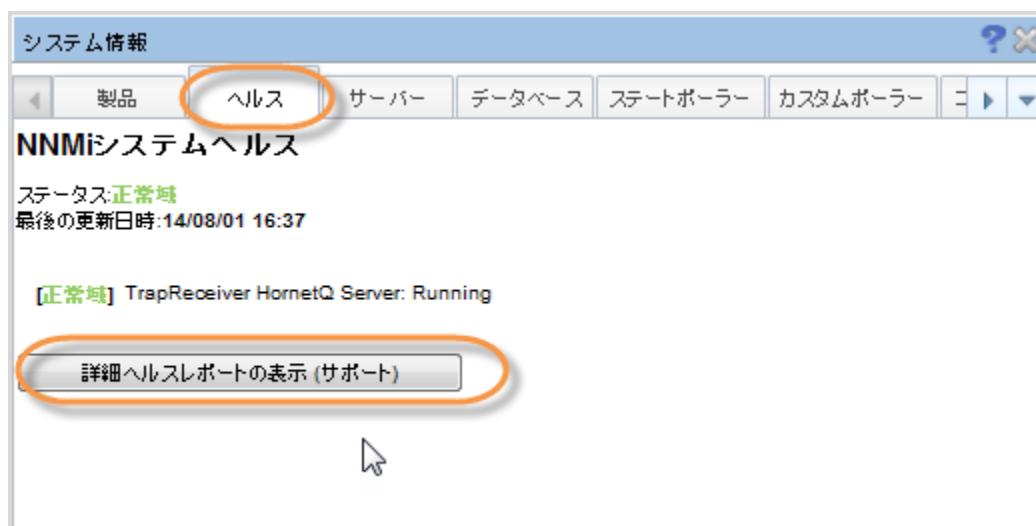 システム情報
製品 ヘルス サーバー データベース ステートポーラー カスタムポーラー
NNMiシステムヘルス
ステータス:正常域
最後の更新日時:14/08/01 16:37
[正常域] TrapReceiver HornetQ Server: Running
詳細ヘルスレポートの表示 (サポート)